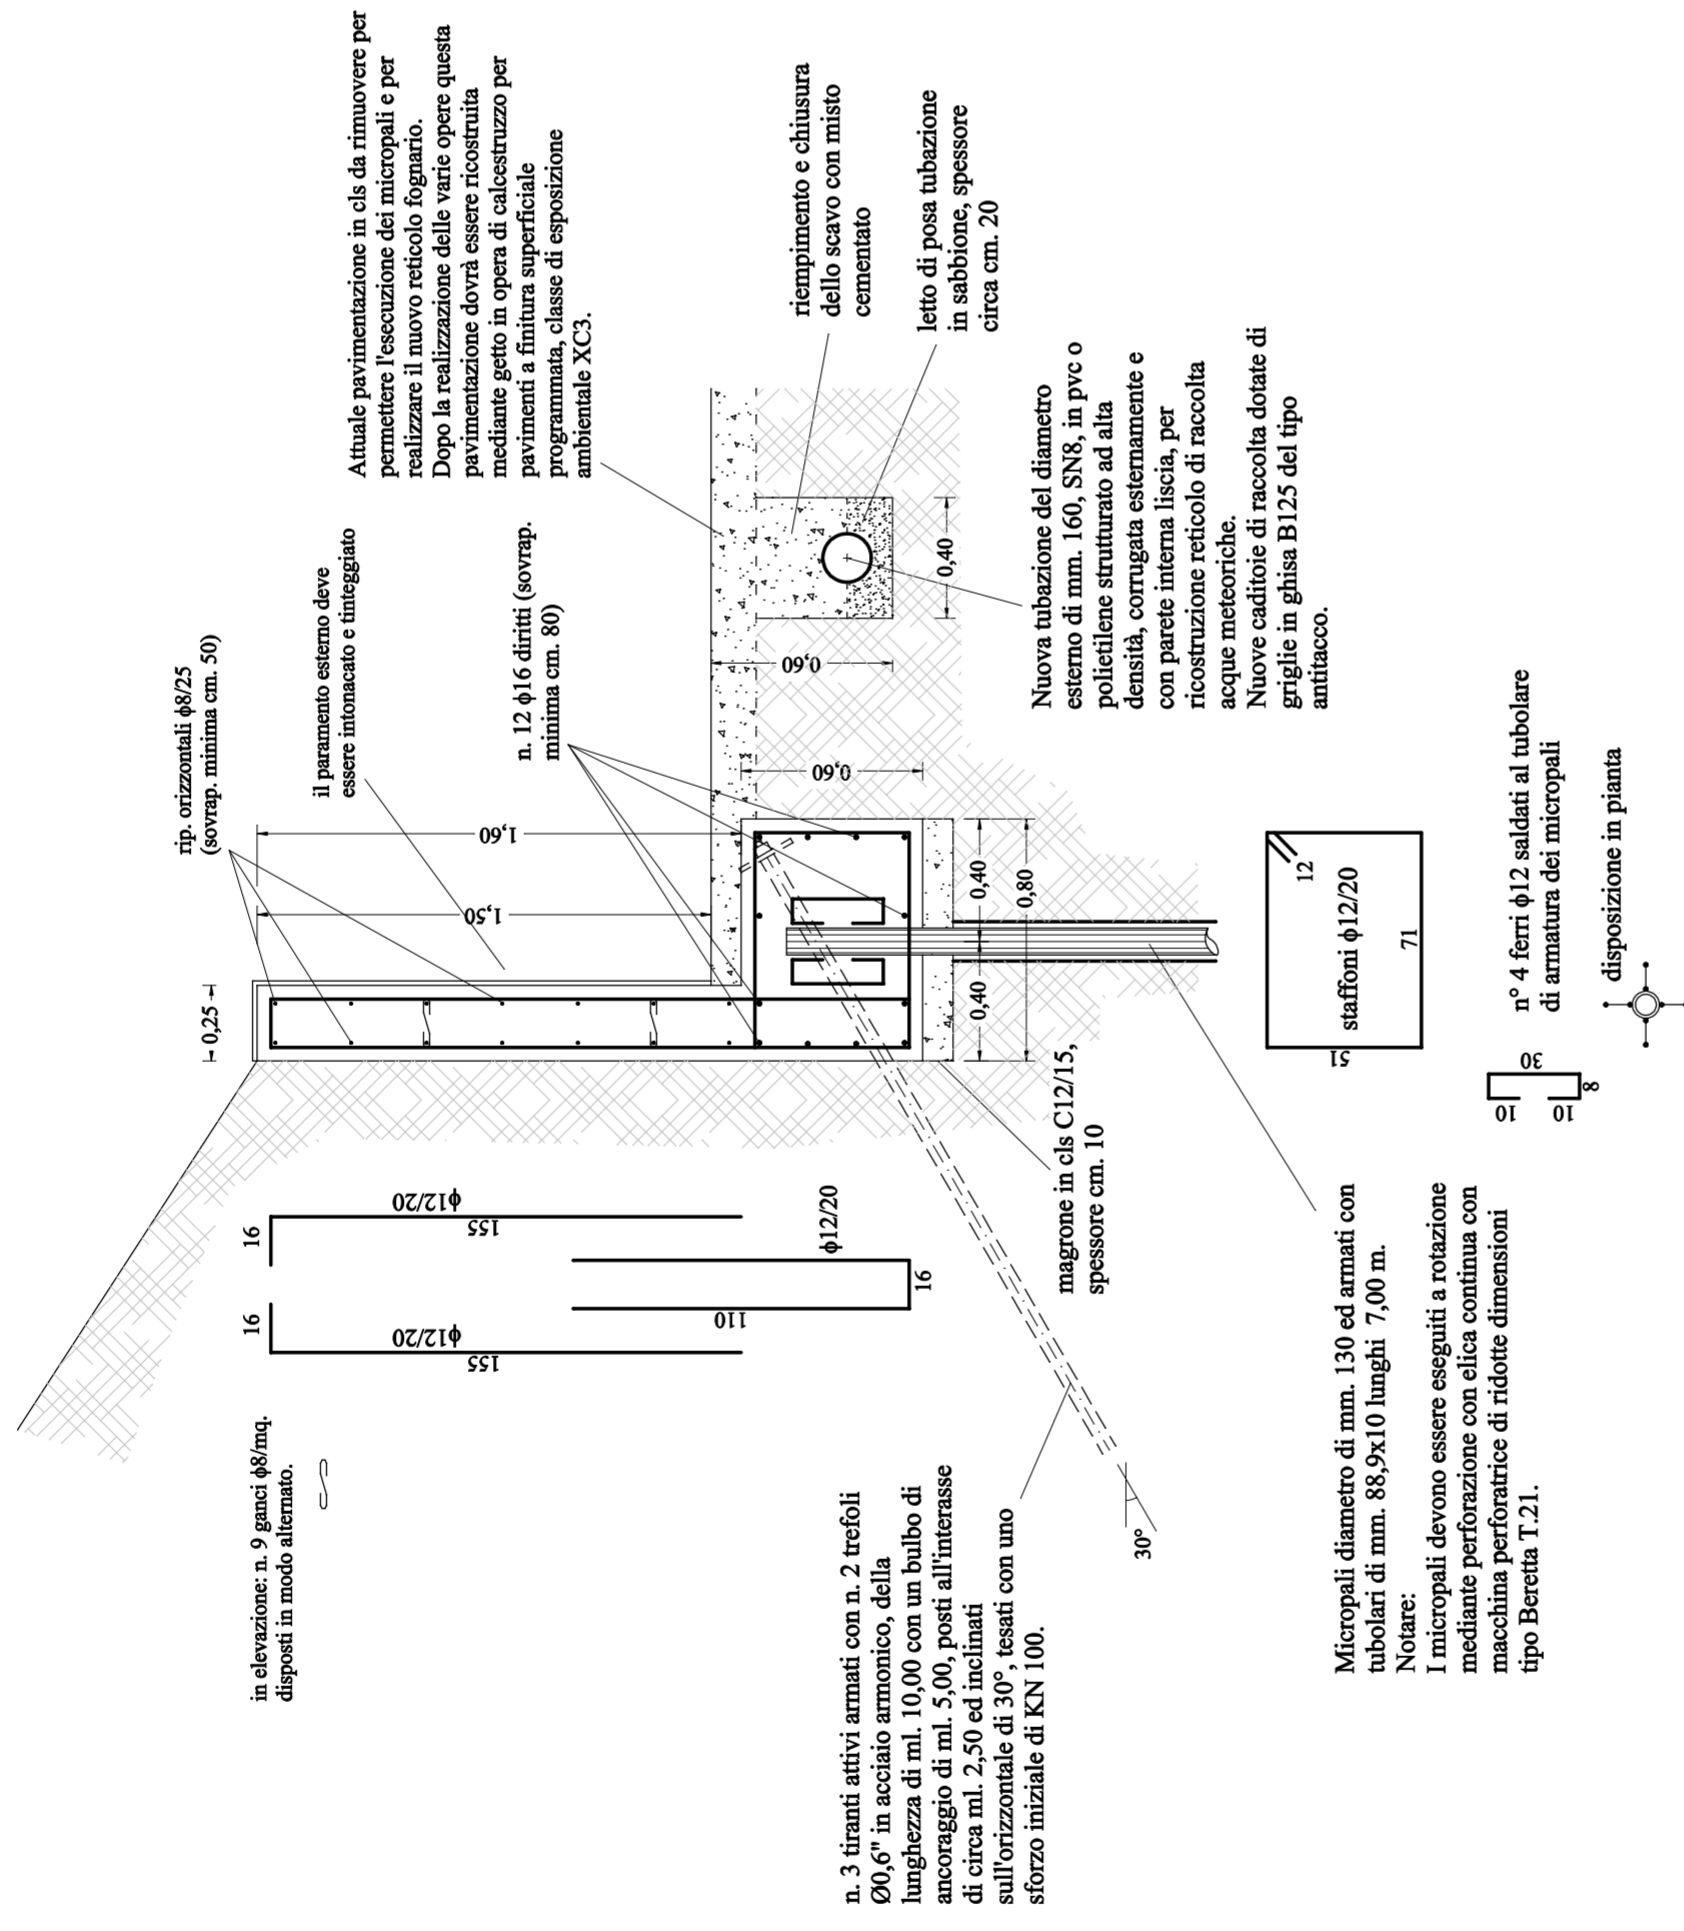 in elevazione: n. 9 ganci ϕ8/mq.
disposti in modo alternato.
16
16
ϕ12/20
155
ϕ12/20
155
110
ϕ12/20
16
0,25
rip. orizzontali ϕ8/25
(sovrap. minima cm. 50)
il paramento esterno deve
essere intonacato e tinteggiato
1,60
1,50
n. 12 ϕ16 diritti (sovrap.
minima cm. 80)
Attuale pavimentazione in cls da rimuovere per
permettere l'esecuzione dei micropali e per
realizzare il nuovo reticolo fognario.
Dopo la realizzazione delle varie opere questa
pavimentazione dovrà essere ricostruita
mediante getto in opera di calcestruzzo per
pavimenti a finitura superficiale
programmata, classe di esposizione
ambientale XC3.
riempimento e chiusura
dello scavo con misto
cementato
letto di posa tubazione
in sabbione, spessore
circa cm. 20
0,60
0,60
0,40
0,40
0,40
0,80
Nuova tubazione del diametro
esterno di mm. 160, SN8, in pvc o
polietilene strutturato ad alta
densità, corrugata esternamente e
con parete interna liscia, per
ricostruzione reticolo di raccolta
acque meteoriche.
Nuove caditoie di raccolta dotate di
griglie in ghisa B125 del tipo
antitacco.
n. 3 tiranti attivi armati con n. 2 trefoli
Ø0,6" in acciaio armonico, della
lunghezza di ml. 10,00 con un bulbo di
ancoraggio di ml. 5,00, posti all'interasse
di circa ml. 2,50 ed inclinati
sull'orizzontale di 30°, tesati con uno
sforzo iniziale di KN 100.
30°
magrone in cls C12/15,
spessore cm. 10
Micropali diametro di mm. 130 ed armati con
tubolari di mm. 88,9x10 lunghi 7,00 m.
Notare:
I micropali devono essere eseguiti a rotazione
mediante perforazione con elica continua con
macchina perforatrice di ridotte dimensioni
tipo Beretta T.21.
12
staffoni ϕ12/20
51
71
10
30
10
8
n° 4 ferri ϕ12 saldati al tubolare
di armatura dei micropali
disposizione in pianta